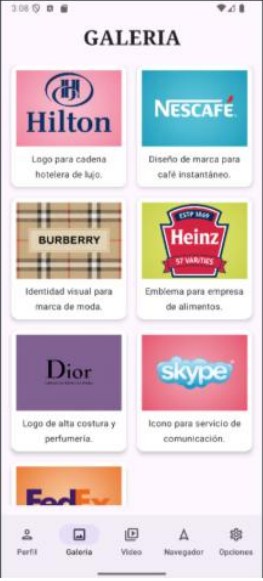 3:08
GALERIA
Hilton
Logo para cadena
hotelera de lujo.
NESCAFÉ
Diseño de marca para
café instantáneo.
BURBERRY
Identidad visual para
marca de moda.
ESTD 1869
Heinz
57 VARITIES
Emblema para empresa
de alimentos.
Dior
Logo de alta costura y
perfumería.
skype
Icono para servicio de
comunicación.
FedEx
Perfil
Galeria
Video
Navegador
Opciones